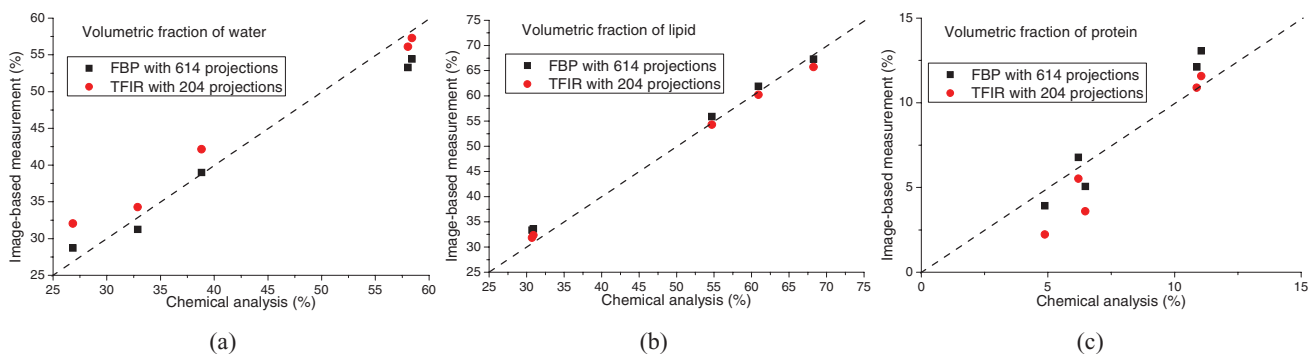 Volumetric fraction of water
FBP with 614 projections
TFIR with 204 projections
Image-based measurement (%)
60
55
50
45
40
35
30
25
25 30 35 40 45 50 55 60
Chemical analysis (%)
(a)
Volumetric fraction of lipid
FBP with 614 projections
TFIR with 204 projections
Image-based measurement (%)
75
70
65
60
55
50
45
40
35
30
25
25 30 35 40 45 50 55 60 65 70 75
Chemical analysis (%)
(b)
Volumetric fraction of protein
FBP with 614 projections
TFIR with 204 projections
Image-based measurement (%)
15
10
5
0
0 5 10 15
Chemical analysis (%)
(c)